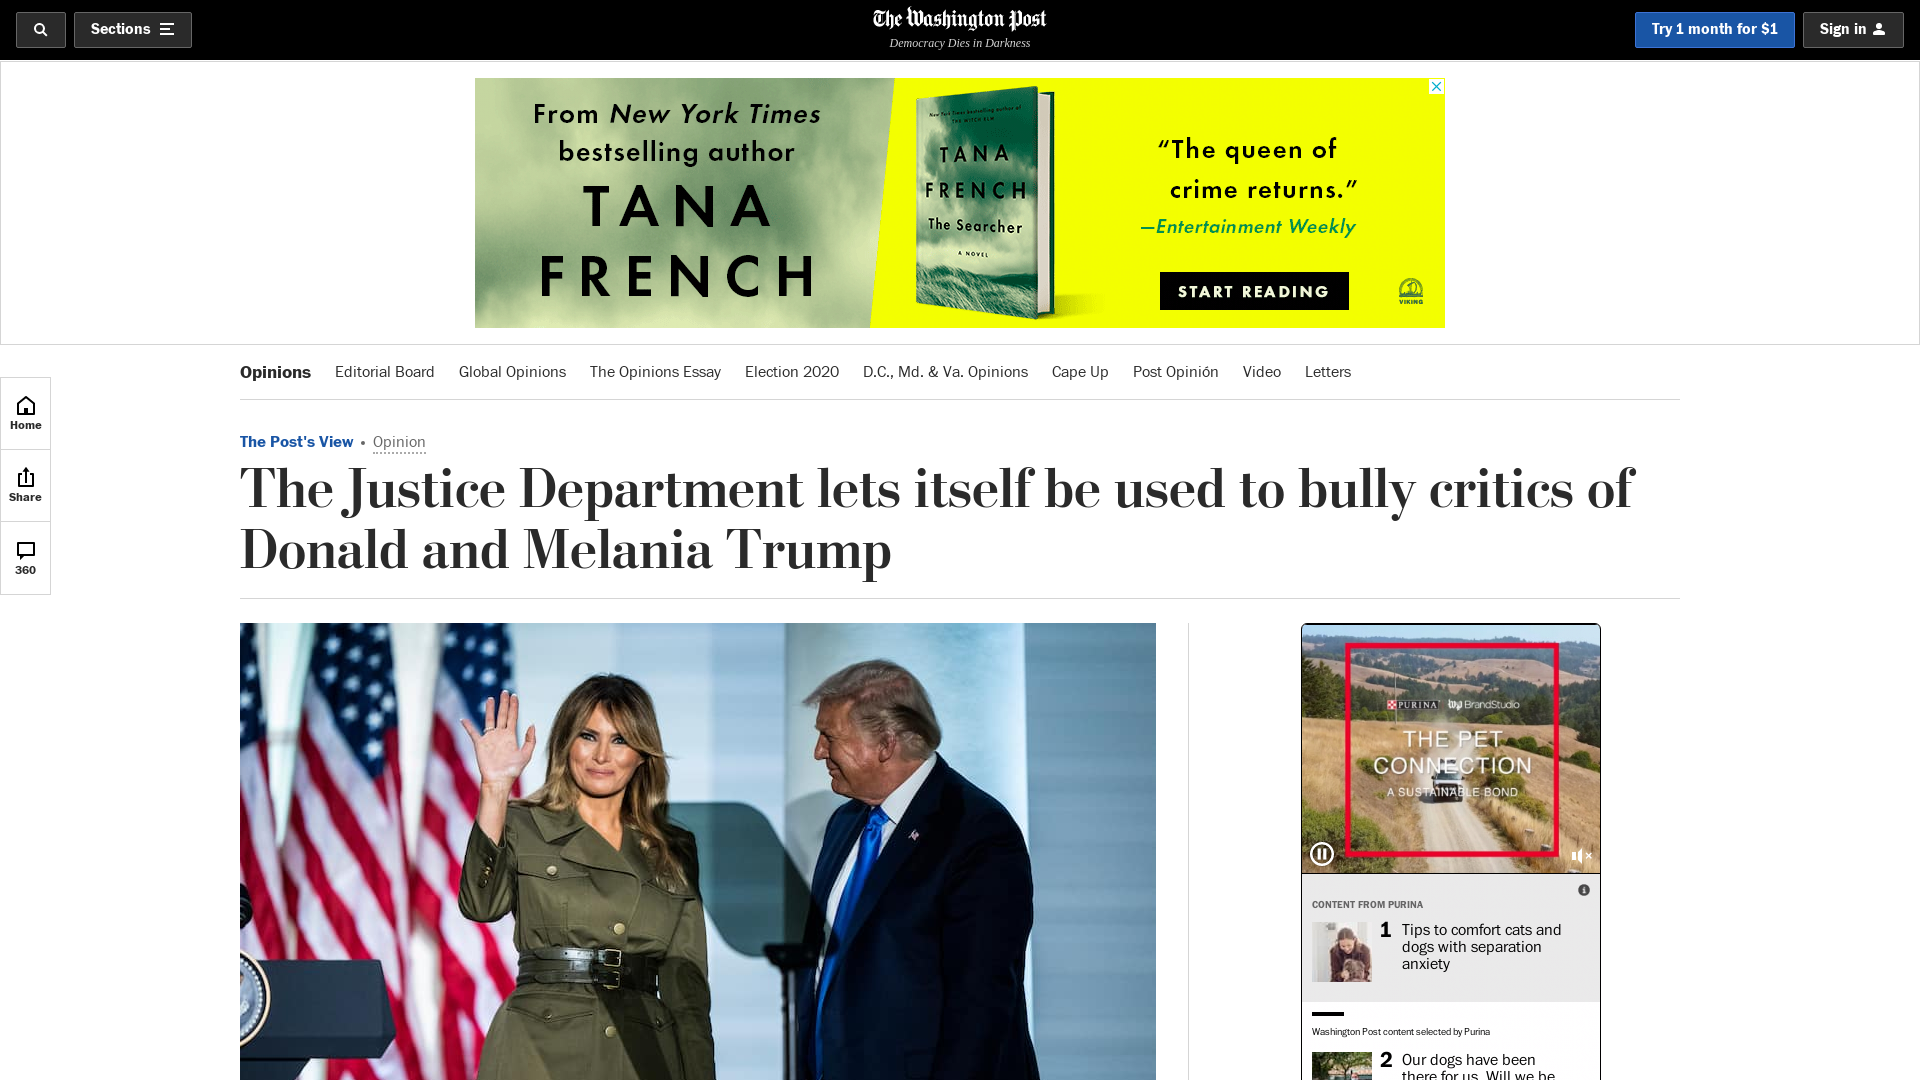 Sections
The Washington Post
Democracy Dies in Darkness
Try 1 month for $1
Sign in
From New York Times
bestselling author
TANA
FRENCH
New York Times bestselling author of
THE WITCH ELM
TANA
FRENCH
The Searcher
A NOVEL
“The queen of
crime returns.”
—Entertainment Weekly
START READING
VIKING
Opinions
Editorial Board
Global Opinions
The Opinions Essay
Election 2020
D.C., Md. & Va. Opinions
Cape Up
Post Opinión
Video
Letters
Home
Share
360
The Post's View • Opinion
The Justice Department lets itself be used to bully critics of
Donald and Melania Trump
PURINA
wp BrandStudio
THE PET
CONNECTION
A SUSTAINABLE BOND
CONTENT FROM PURINA
1 Tips to comfort cats and
dogs with separation
anxiety
Washington Post content selected by Purina
2 Our dogs have been
there for us. Will we be